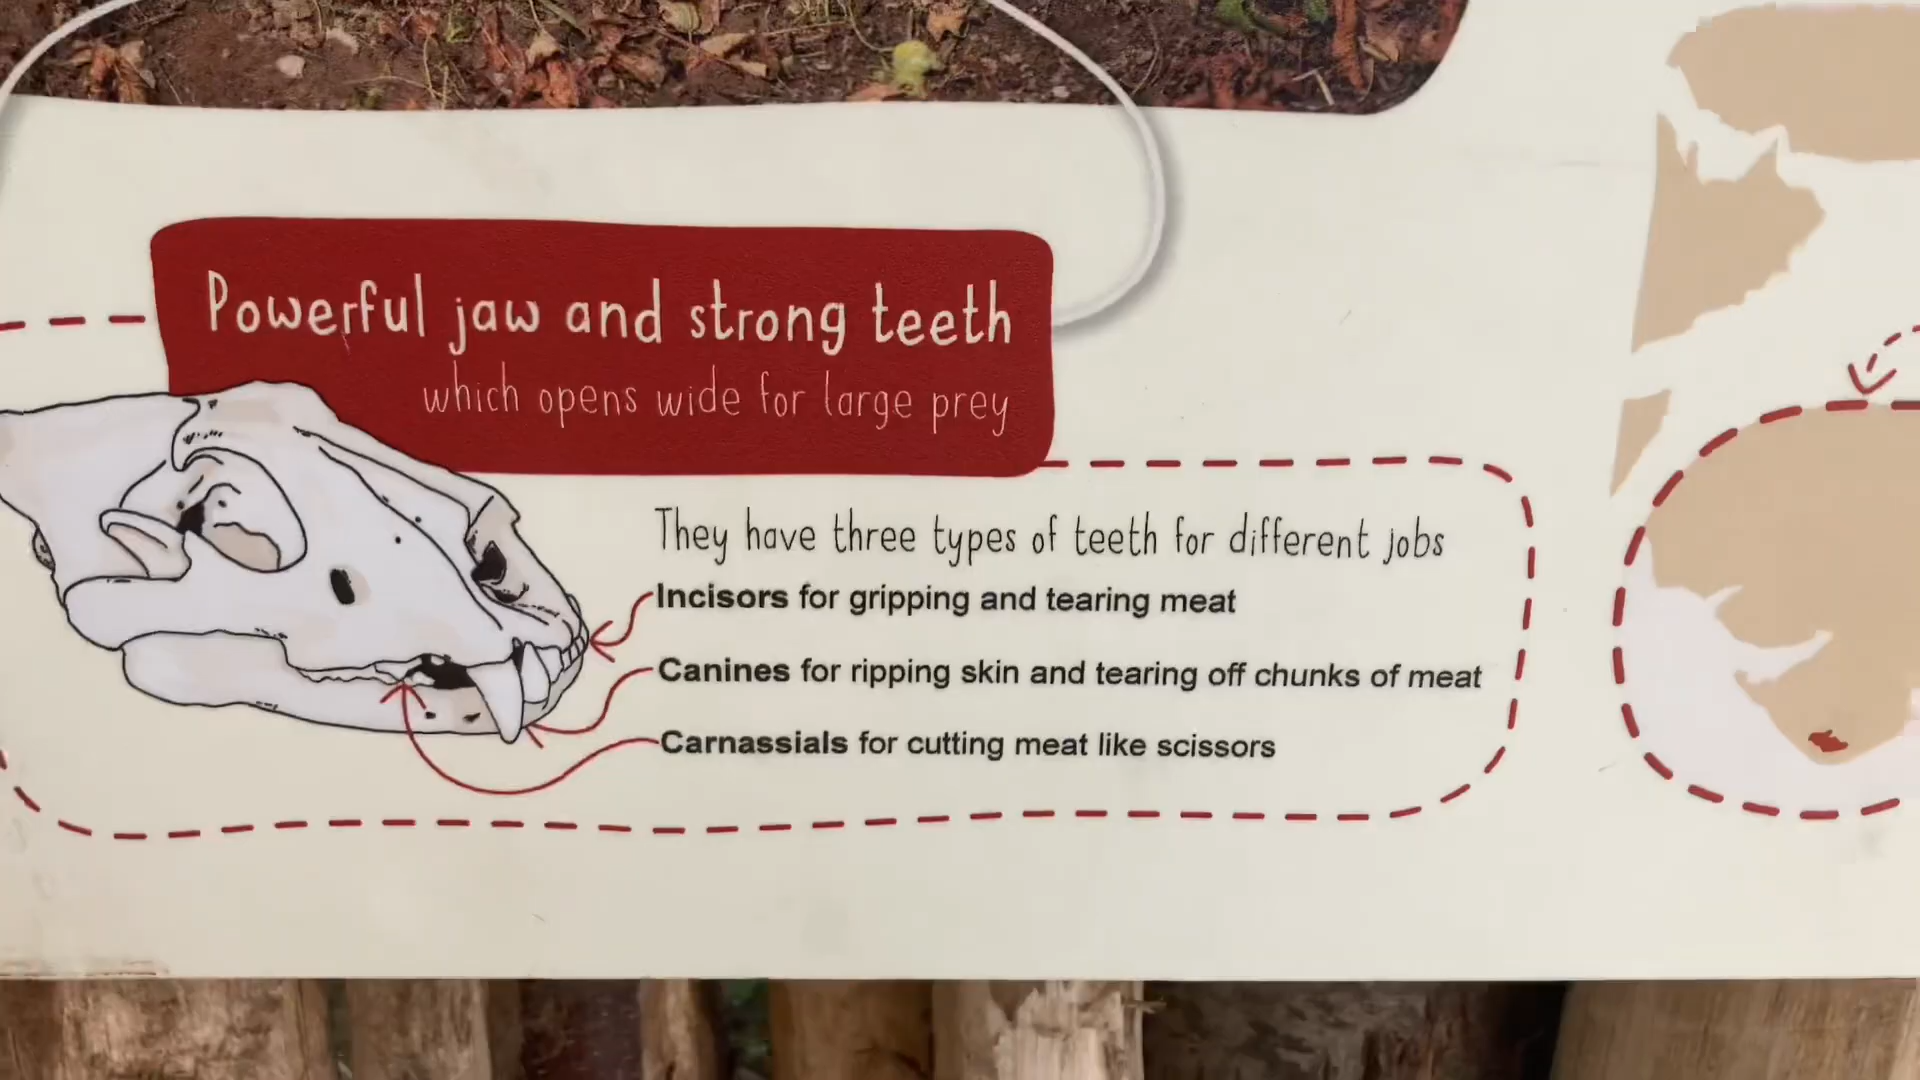 Powerful jaw and strong teeth
which opens wide for large prey
They have three types of teeth for different jobs
Incisors for gripping and tearing meat
Canines for ripping skin and tearing off chunks of meat
Carnassials for cutting meat like scissors